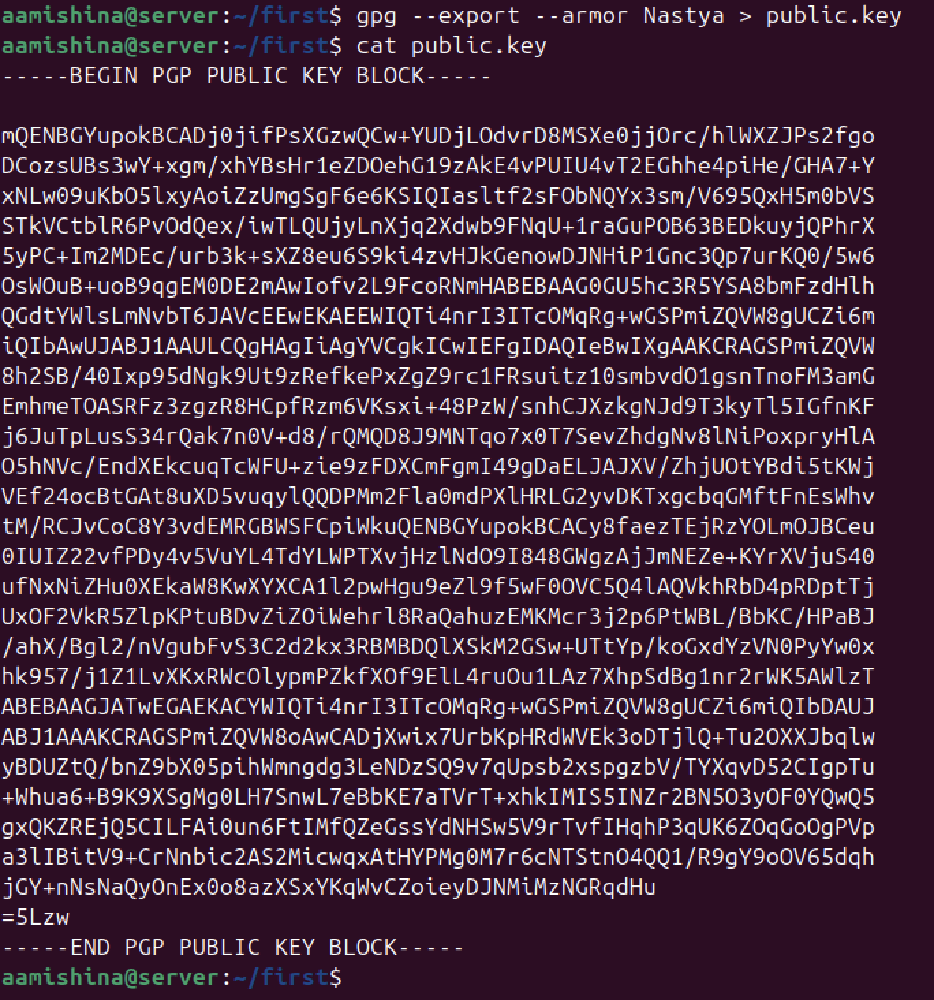 aamishina@server:~/first$ gpg --export --armor Nastya > public.key
aamishina@server:~/first$ cat public.key
-----BEGIN PGP PUBLIC KEY BLOCK-----

mQENBGYupokBCADj0jifPsXGzwQCw+YUDjLOdvrD8MSXe0jjOrc/hlWXZJPs2fgo
DCozsUBs3wY+xgm/xhYBsHr1eZDOehG19zAkE4vPUIU4vT2EGhhe4piHe/GHA7+Y
xNLw09uKbO5lxyAoiZzUmgSgF6e6KSIQIasltf2sFObNQYx3sm/V695QxH5m0bVS
STkVCtblR6PvOdQex/iwTLQUjyLnXjq2Xdwb9FNqU+1raGuPOB63BEDkuyjQPhrX
5yPC+Im2MDEc/urb3k+sXZ8eu6S9ki4zvHJkGenowDJNHiP1Gnc3Qp7urKQ0/5w6
OsWOuB+uoB9qgEM0DE2mAwIofv2L9FcoRNmHABEBAAG0GU5hc3R5YSA8bmFzdHlh
QGdtYWlsLmNvbT6JAVcEEwEKAEEWIQTi4nrI3ITcOMqRg+wGSPmiZQVW8gUCZi6m
iQIbAwUJABJ1AAULCQgHAgIiAgYVCgkICwIEFgIDAQIeBwIXgAAKCRAGSPmiZQVW
8h2SB/40Ixp95dNgk9Ut9zRefkePxZgZ9rc1FRsuitz10smbvdO1gsnTnoFM3amG
EmhmeTOASRFz3zgzR8HCpfRzm6VKsxi+48PzW/snhCJXzkgNJd9T3kyTl5IGfnKF
j6JuTpLusS34rQak7n0V+d8/rQMQD8J9MNTqo7x0T7SevZhdgNv8lNiPoxpryHlA
O5hNVc/EndXEkcuqTcWFU+zie9zFDXCmFgmI49gDaELJAJXV/ZhjUOtYBdi5tKWj
VEf24ocBtGAt8uXD5vuqylQQDPMm2Fla0mdPXlHRLG2yvDKTxgcbqGMftFnEsWhv
tM/RCJvCoC8Y3vdEMRGBWSFCpiWkuQENBGYupokBCACy8faezTEjRzYOLmOJBCeu
0IUIZ22vfPDy4v5VuYL4TdYLWPTXvjHzlNdO9I848GWgzAjJmNEZe+KYrXVjuS40
ufNxNiZHu0XEkaW8KwXYXCA1l2pwHgu9eZl9f5wF0OVC5Q4lAQVkhRbD4pRDptTj
UxOF2VkR5ZlpKPtuBDvZiZOiWehrl8RaQahuzEMKMcr3j2p6PtWBL/BbKC/HPaBJ
/ahX/Bgl2/nVgubFvS3C2d2kx3RBMBDQlXSkM2GSw+UTtYp/koGxdYzVN0PyYw0x
hk957/j1Z1LvXKxRWcOlypmPZkfXOf9ElL4ruOu1LAz7XhpSdBg1nr2rWK5AWlzT
ABEBAAGJATwEGAEKACYWIQTi4nrI3ITcOMqRg+wGSPmiZQVW8gUCZi6miQIbDAUJ
ABJ1AAAKCRAGSPmiZQVW8oAwCADjXwix7UrbKpHRdWVEk3oDTjlQ+Tu2OXXJbqlw
yBDUZtQ/bnZ9bX05pihWmngdg3LeNDzSQ9v7qUpsb2xspgzbV/TYXqvD52CIgpTu
+Whua6+B9K9XSgMg0LH7SnwL7eBbKE7aTVrT+xhkIMIS5INZr2BN5O3yOF0YQwQ5
gxQKZREjQ5CILFAi0un6FtIMfQZeGssYdNHSw5V9rTvfIHqhP3qUK6ZOqGoOgPVp
a3lIBitV9+CrNnbic2AS2MicwqxAtHYPMg0M7r6cNTStnO4QQ1/R9gY9oOV65dqh
jGY+nNsNaQyOnEx0o8azXSxYKqWvCZoieyDJNMiMzNGRqdHu
=5Lzw
-----END PGP PUBLIC KEY BLOCK-----
aamishina@server:~/first$